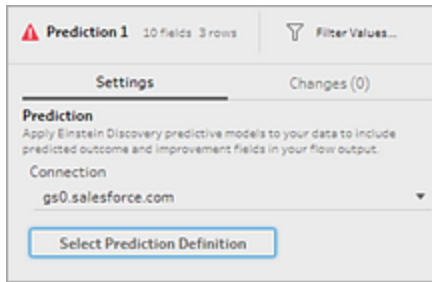 Prediction 1 10 fields 3 rows Filter Values...
Settings Changes (0)
Prediction
Apply Einstein Discovery predictive models to your data to include
predicted outcome and improvement fields in your flow output.
Connection
gs0.salesforce.com
Select Prediction Definition